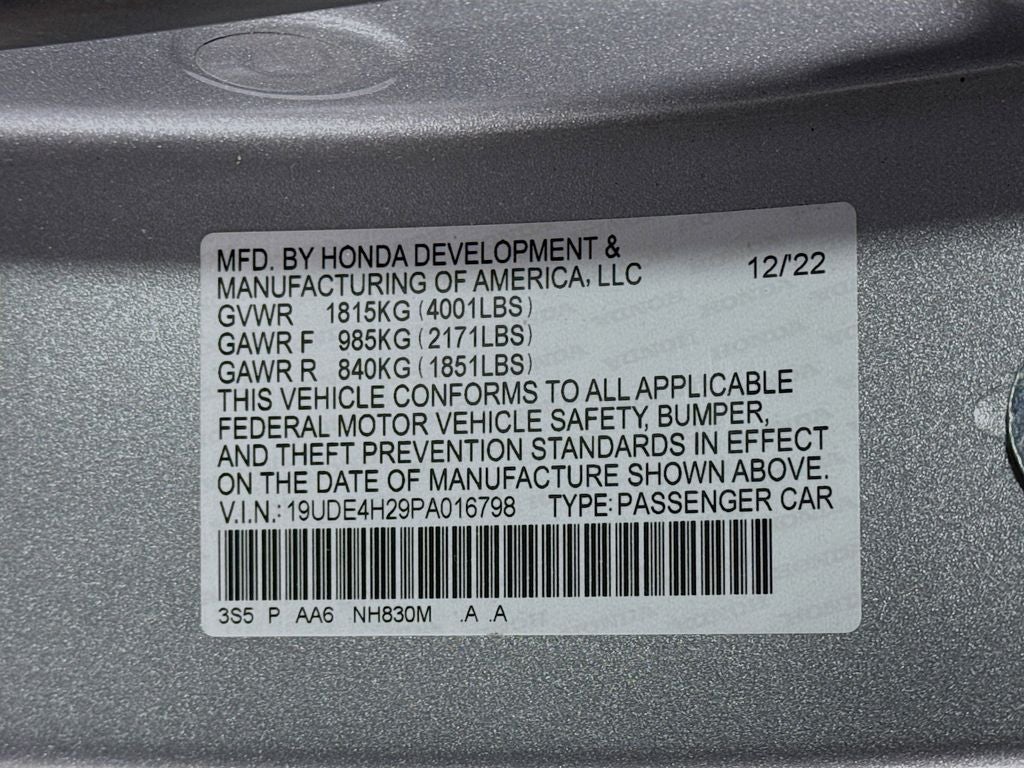 MFD. BY HONDA DEVELOPMENT &
MANUFACTURING OF AMERICA, LLC 12/'22
GVWR 1815KG (4001LBS)
GAWR F 985KG (2171LBS)
GAWR R 840KG (1851LBS)
THIS VEHICLE CONFORMS TO ALL APPLICABLE
FEDERAL MOTOR VEHICLE SAFETY, BUMPER,
AND THEFT PREVENTION STANDARDS IN EFFECT
ON THE DATE OF MANUFACTURE SHOWN ABOVE.
V.I.N.: 19UDE4H29PA016798 TYPE: PASSENGER CAR
3S5 P AA6 NH830M .A .A